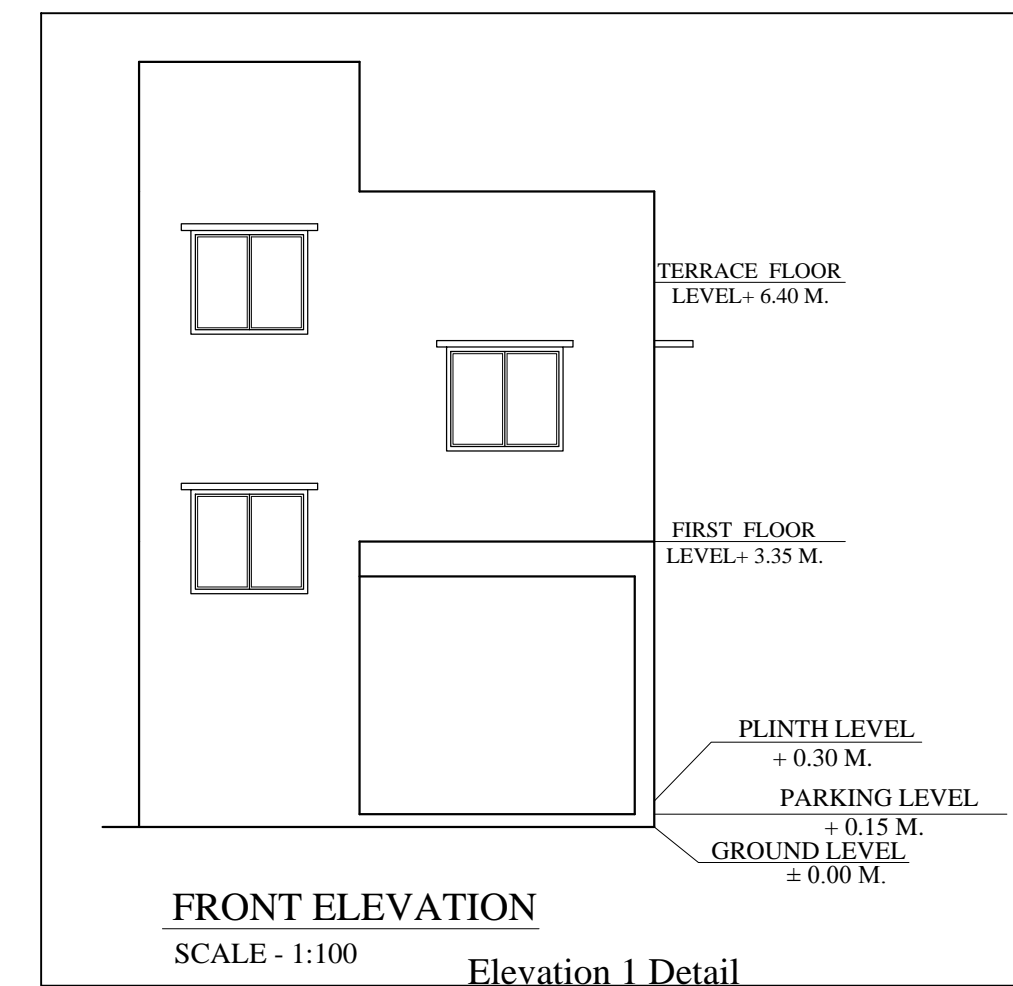 TERRACE FLOOR
LEVEL+ 6.40 M.
FIRST FLOOR
LEVEL+ 3.35 M.
PLINTH LEVEL
+ 0.30 M.
PARKING LEVEL
+ 0.15 M.
GROUND LEVEL
± 0.00 M.
FRONT ELEVATION
SCALE - 1:100
Elevation 1 Detail